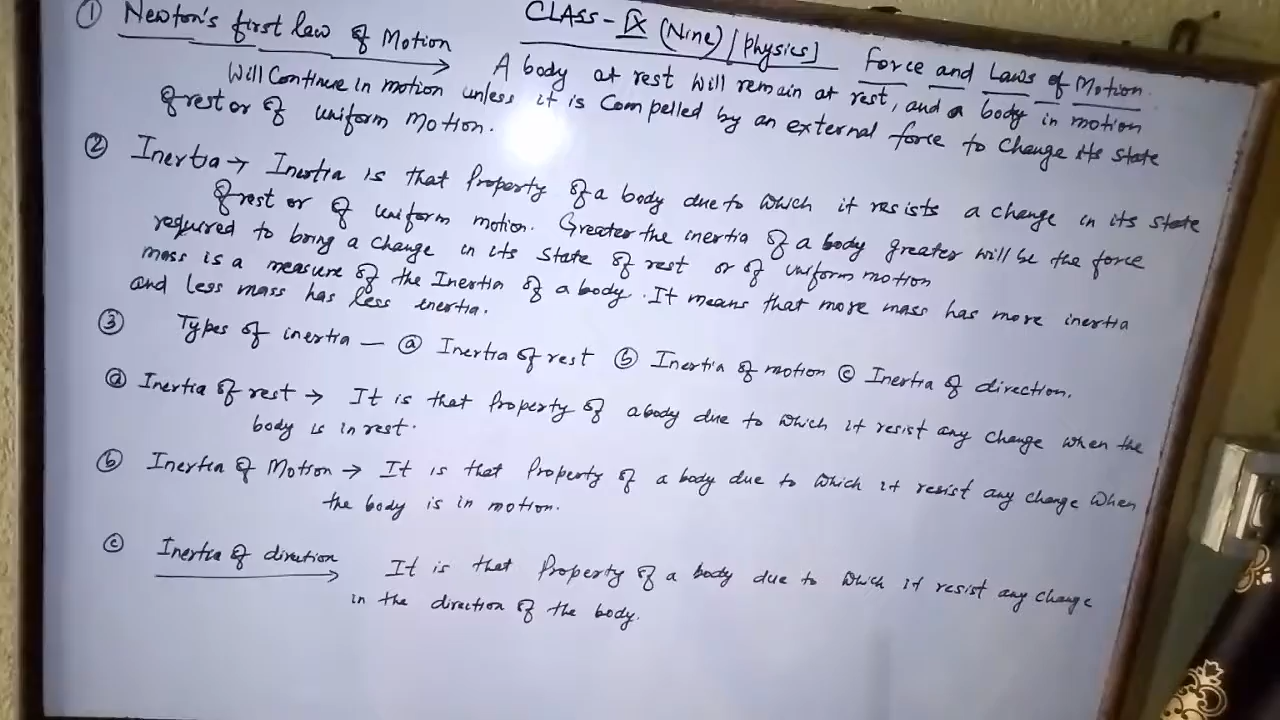 CLASS - IX (Nine) [Physics]
Force and Laws of Motion.
① Newton's first law of Motion → A body at rest will remain at rest, and a body in motion
will continue in motion unless it is compelled by an external force to change its state
of rest or of uniform motion.
② Inertia → Inertia is that property of a body due to which it resists a change in its state
of rest or of uniform motion. Greater the inertia of a body greater will be the force
required to bring a change in its state of rest or of uniform motion
mass is a measure of the Inertia of a body. It means that more mass has more inertia
and less mass has less inertia.
③ Types of inertia — ⓐ Inertia of rest ⓑ Inertia of motion ⓒ Inertia of direction.
ⓐ Inertia of rest → It is that property of a body due to which it resist any change when the
body is in rest.
ⓑ Inertia of Motion → It is that property of a body due to which it resist any change when
the body is in motion.
ⓒ Inertia of direction → It is that property of a body due to which it resist any change
in the direction of the body.